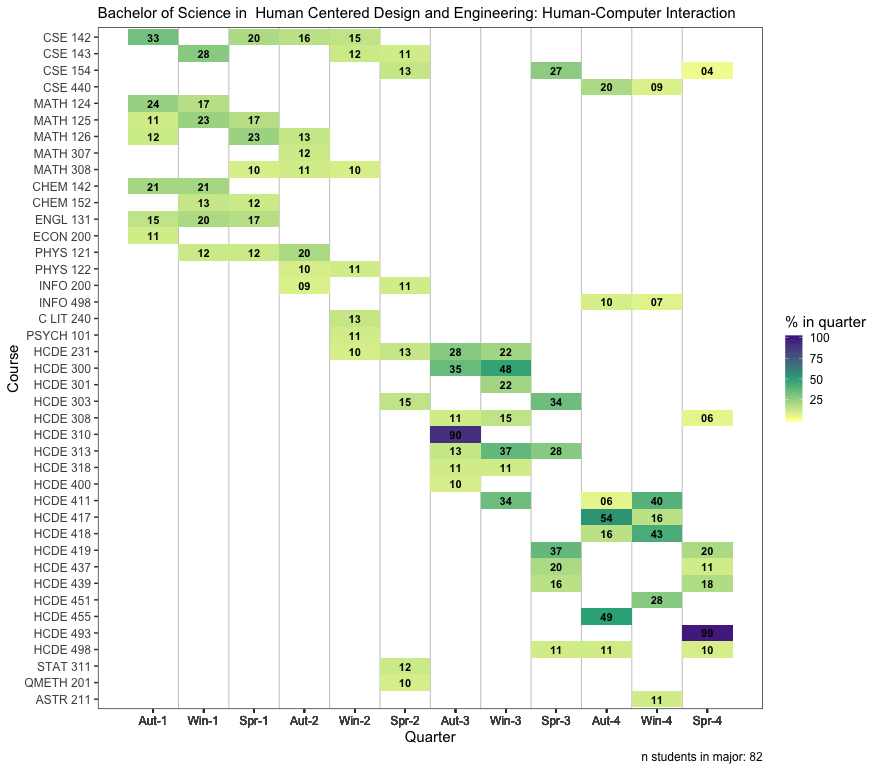 Bachelor of Science in  Human Centered Design and Engineering: Human-Computer Interaction
CSE 142 33 20 16 15
CSE 143 28 12 11
CSE 154 13 27 04
CSE 440 20 09
MATH 124 24 17
MATH 125 11 23 17
MATH 126 12 23 13
MATH 307 12
MATH 308 10 11 10
CHEM 142 21 21
CHEM 152 13 12
ENGL 131 15 20 17
ECON 200 11
PHYS 121 12 12 20
PHYS 122 10 11
INFO 200 09 11
INFO 498 10 07
C LIT 240 13
PSYCH 101 11
HCDE 231 10 13 28 22
HCDE 300 35 48
HCDE 301 22
HCDE 303 15 34
HCDE 308 11 15 06
HCDE 310 90
HCDE 313 13 37 28
HCDE 318 11 11
HCDE 400 10
HCDE 411 34 06 40
HCDE 417 54 16
HCDE 418 16 43
HCDE 419 37 20
HCDE 437 20 11
HCDE 439 16 18
HCDE 451 28
HCDE 455 49
HCDE 493 99
HCDE 498 11 11 10
STAT 311 12
QMETH 201 10
ASTR 211 11
Course
Aut-1 Win-1 Spr-1 Aut-2 Win-2 Spr-2 Aut-3 Win-3 Spr-3 Aut-4 Win-4 Spr-4
Quarter
% in quarter
100
75
50
25
n students in major: 82